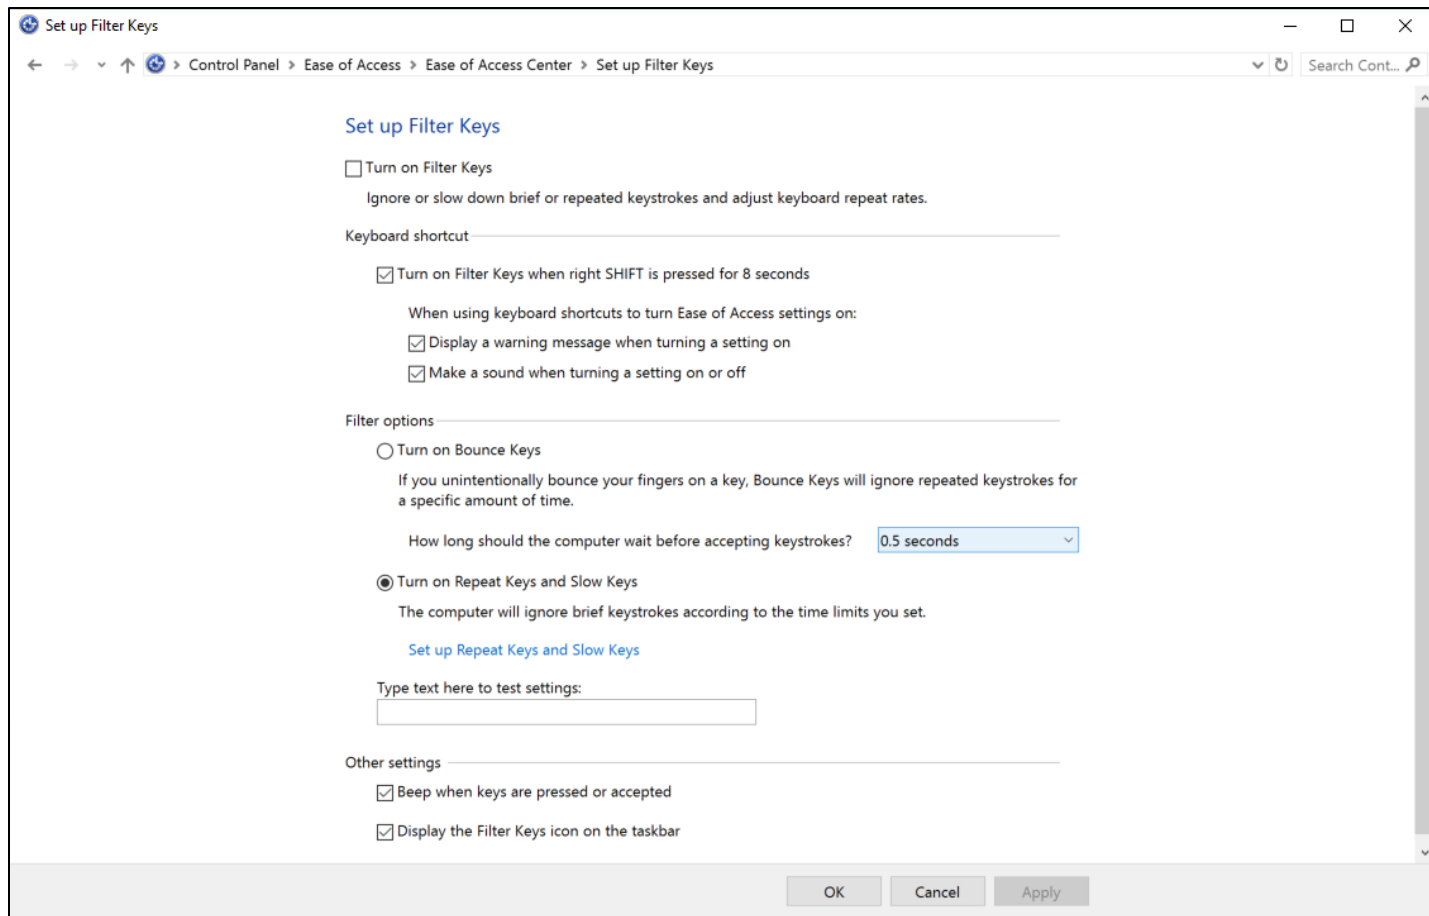 Set up Filter Keys
Control Panel > Ease of Access > Ease of Access Center > Set up Filter Keys
Search Cont...
Set up Filter Keys
Turn on Filter Keys
Ignore or slow down brief or repeated keystrokes and adjust keyboard repeat rates.
Keyboard shortcut
Turn on Filter Keys when right SHIFT is pressed for 8 seconds
When using keyboard shortcuts to turn Ease of Access settings on:
Display a warning message when turning a setting on
Make a sound when turning a setting on or off
Filter options
Turn on Bounce Keys
If you unintentionally bounce your fingers on a key, Bounce Keys will ignore repeated keystrokes for
a specific amount of time.
How long should the computer wait before accepting keystrokes? 0.5 seconds
Turn on Repeat Keys and Slow Keys
The computer will ignore brief keystrokes according to the time limits you set.
Set up Repeat Keys and Slow Keys
Type text here to test settings:
Other settings
Beep when keys are pressed or accepted
Display the Filter Keys icon on the taskbar
OK Cancel Apply